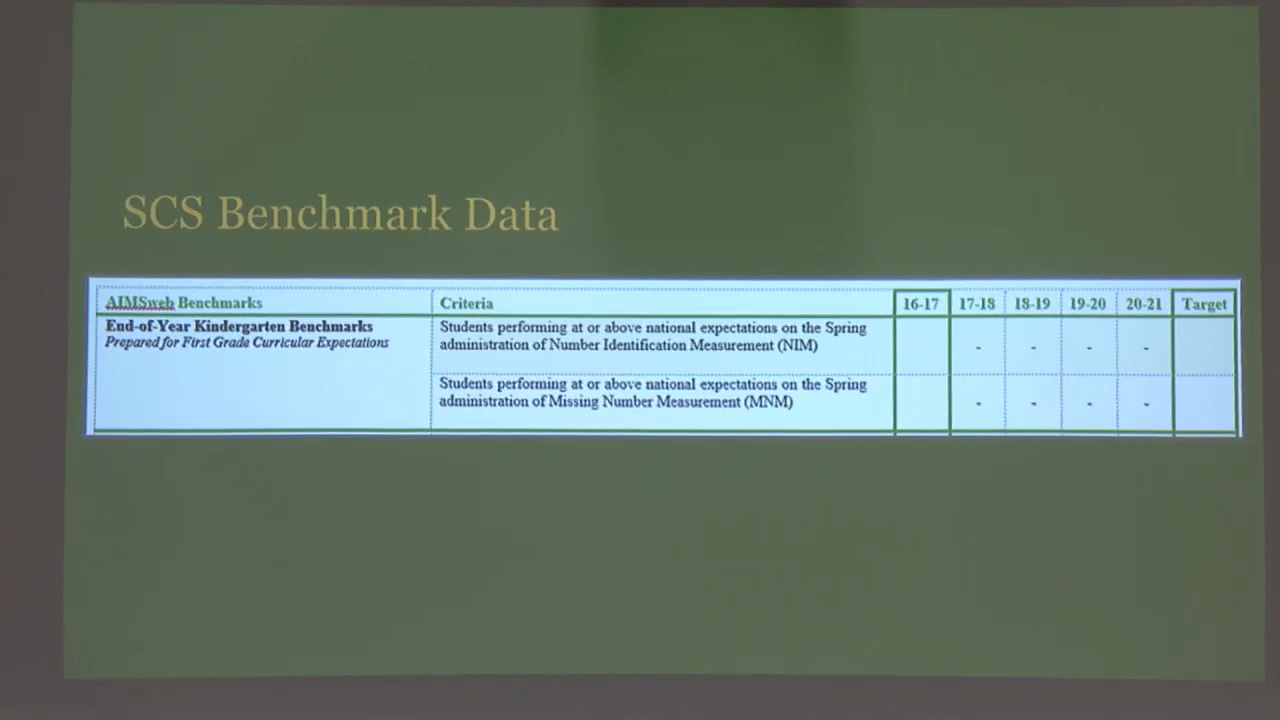 SCS Benchmark Data
AIMSweb Benchmarks Criteria 16-17 17-18 18-19 19-20 20-21 Target
End-of-Year Kindergarten Benchmarks
Prepared for First Grade Curricular Expectations
Students performing at or above national expectations on the Spring
administration of Number Identification Measurement (NIM)
- - - -
Students performing at or above national expectations on the Spring
administration of Missing Number Measurement (MNM)
- - - -